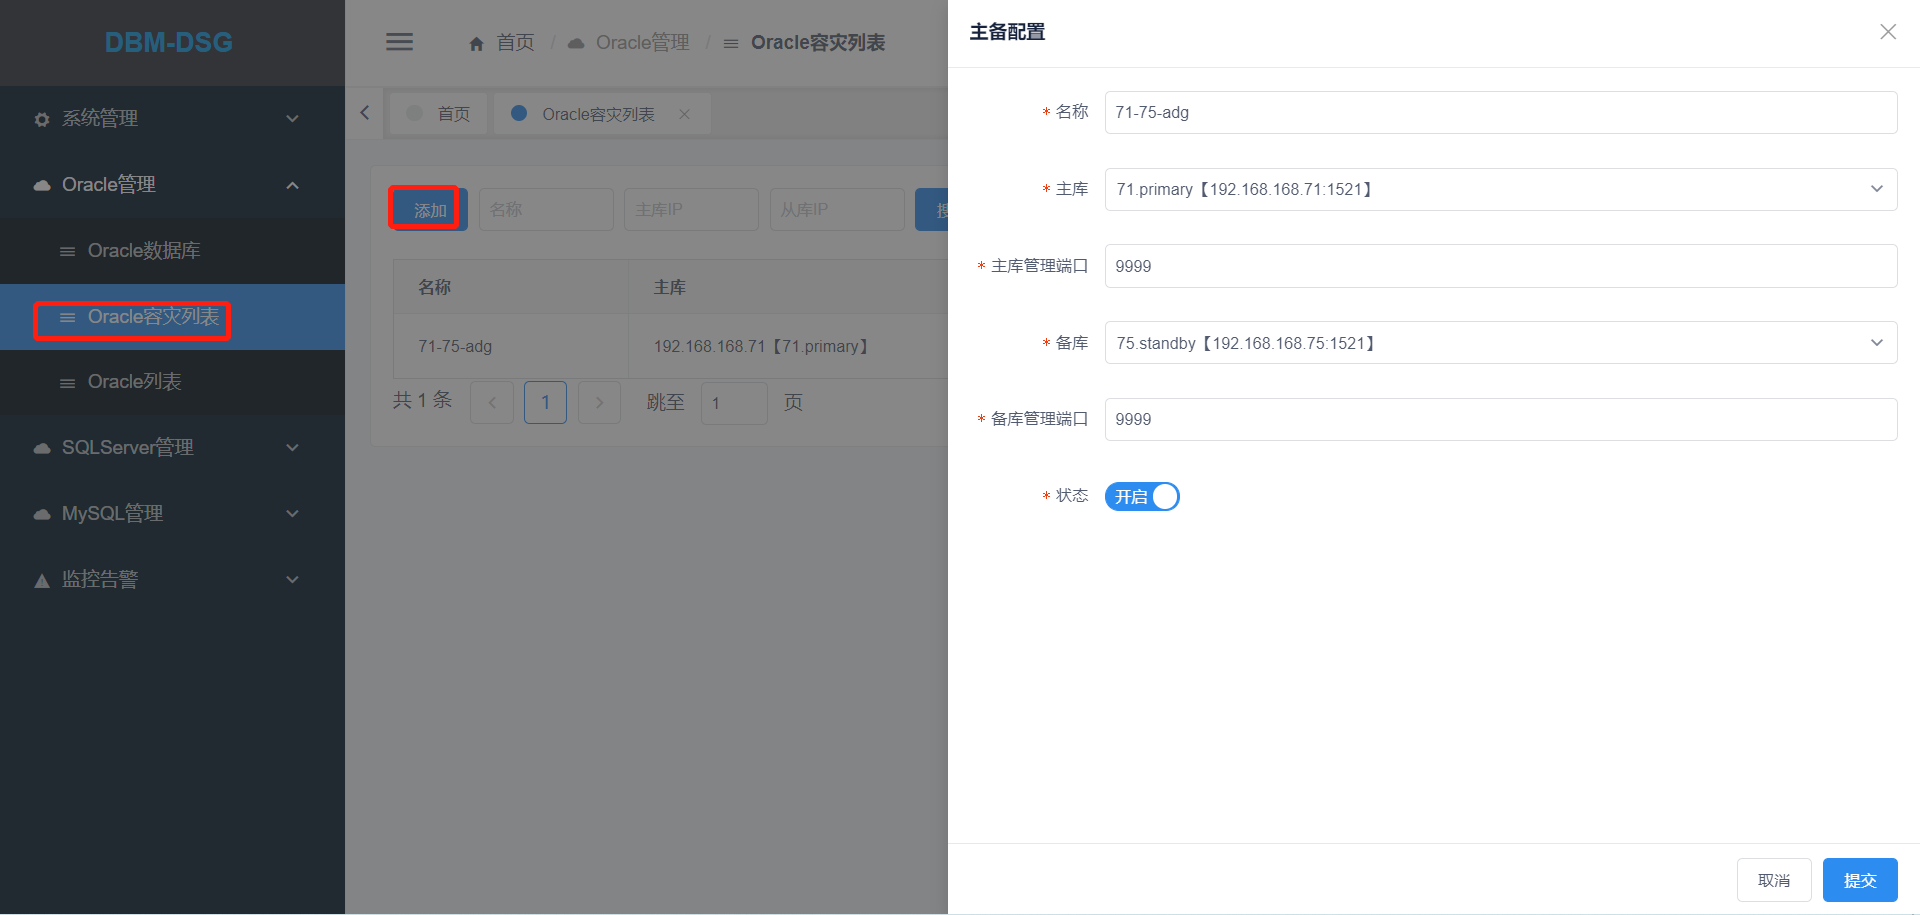 DBM-DSG
系统管理
Oracle管理
Oracle数据库
Oracle容灾列表
Oracle列表
SQLServer管理
MySQL管理
监控告警
首页 / Oracle管理 / Oracle容灾列表
首页 Oracle容灾列表
添加 名称 主库IP 从库IP
名称 主库
71-75-adg 192.168.168.71【71.primary】
共 1 条 1 跳至 1 页
主备配置
* 名称 71-75-adg
* 主库 71.primary【192.168.168.71:1521】
* 主库管理端口 9999
* 备库 75.standby【192.168.168.75:1521】
* 备库管理端口 9999
* 状态 开启
取消 提交